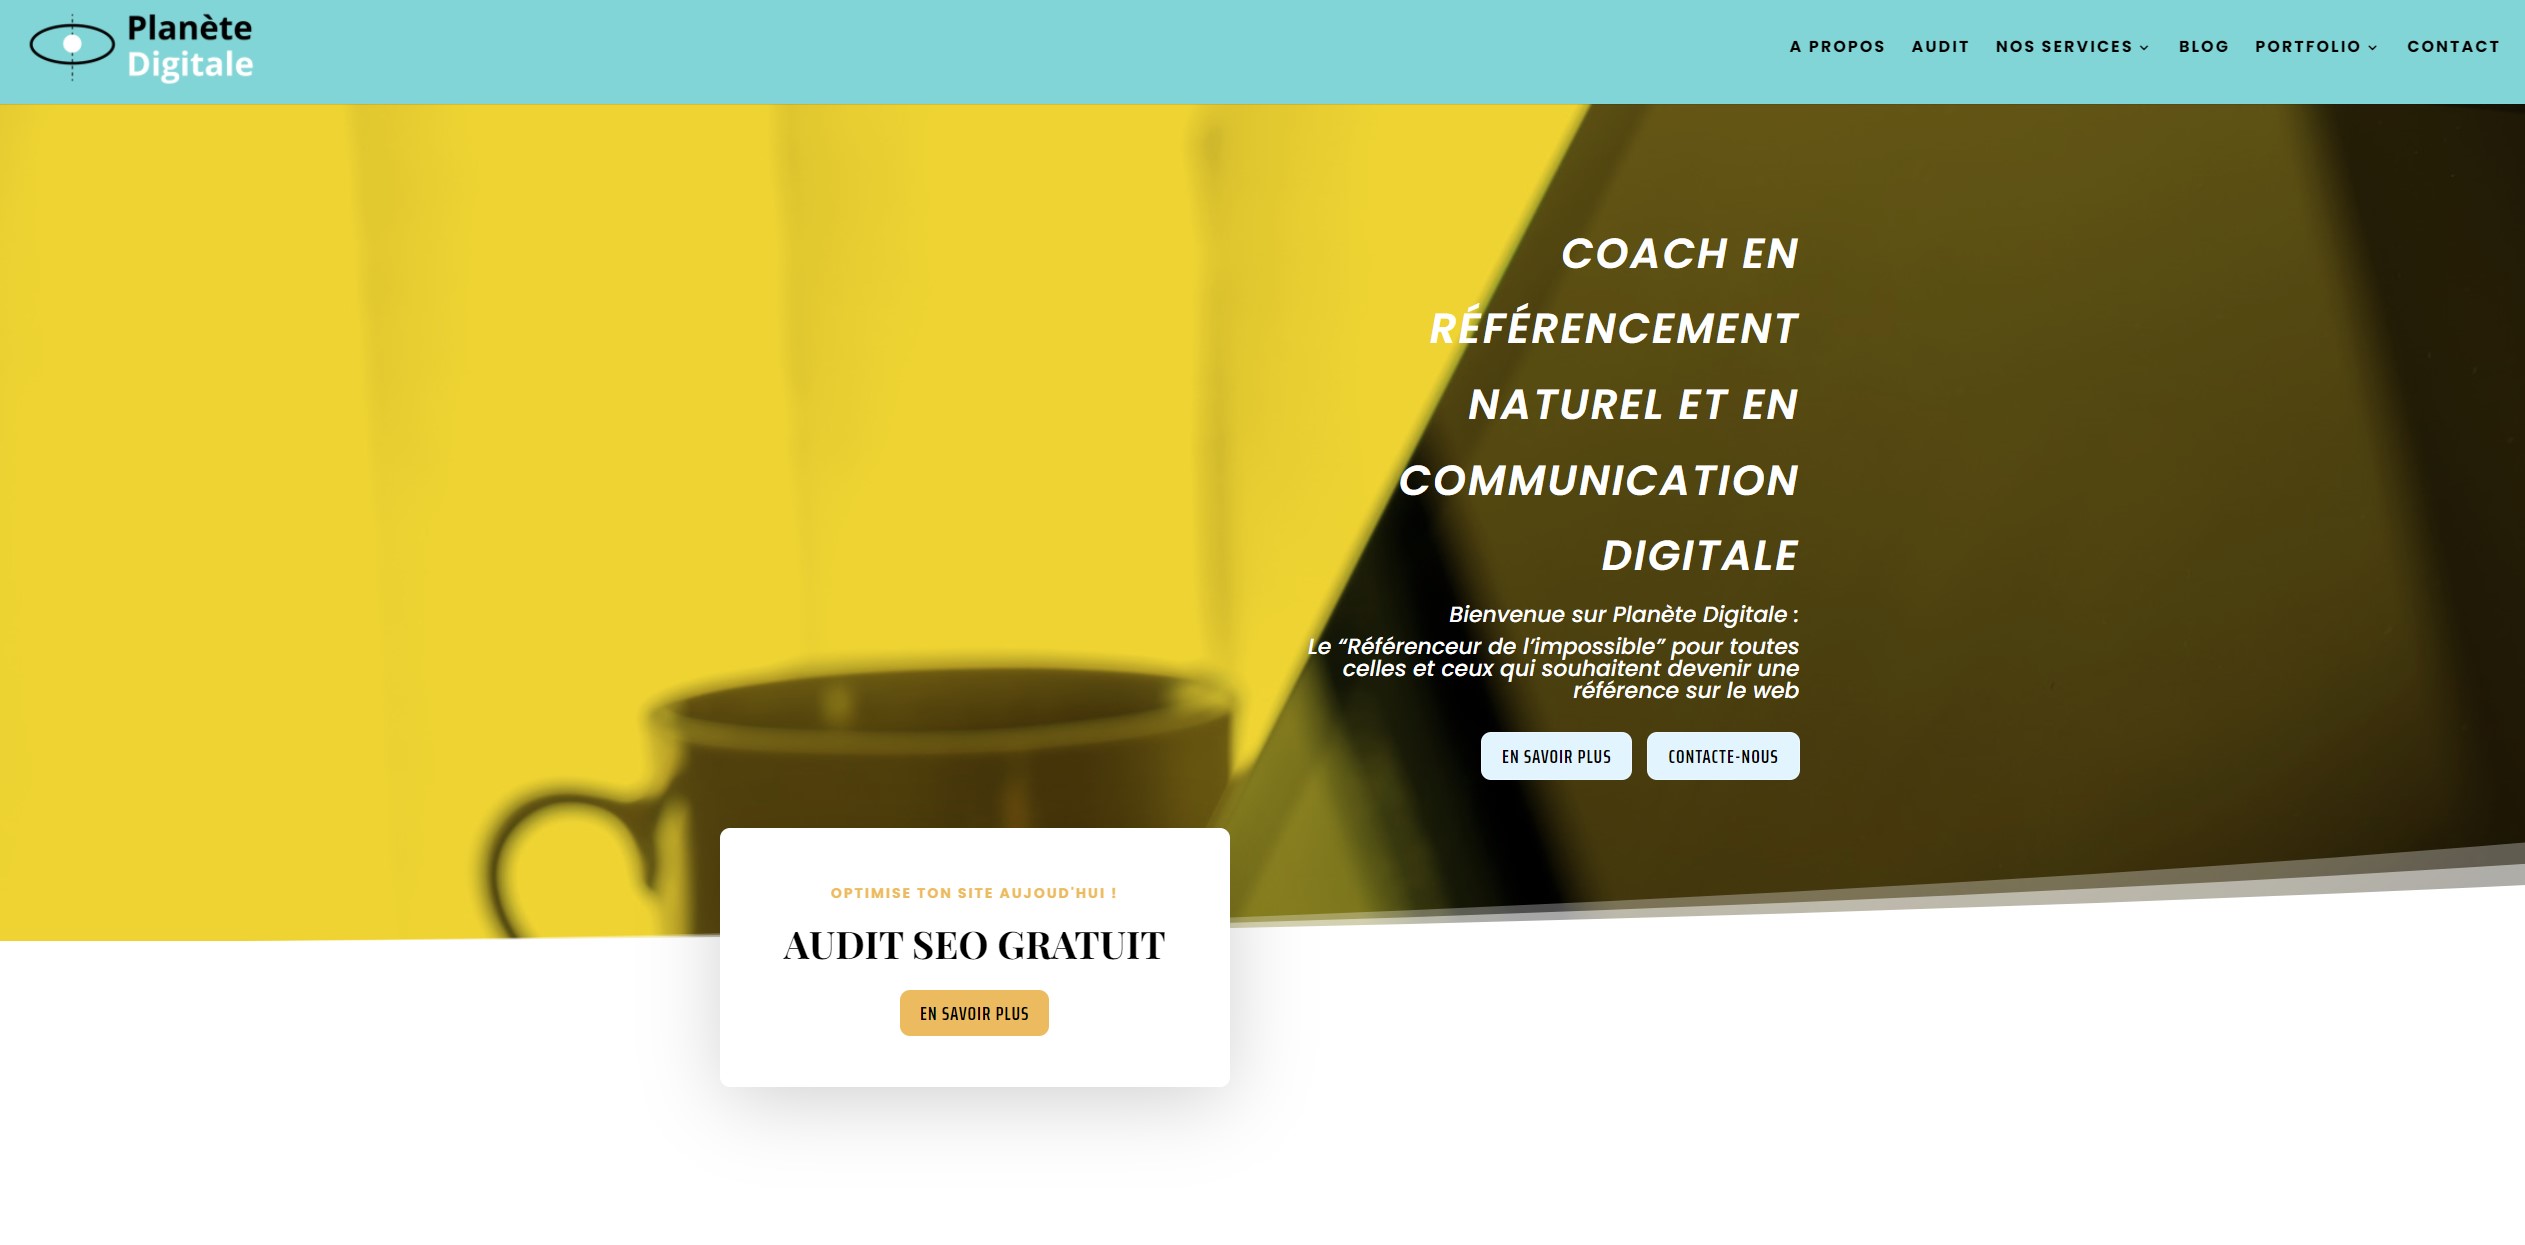 Planète
Digitale
A PROPOS AUDIT NOS SERVICES BLOG PORTFOLIO CONTACT
COACH EN
RÉFÉRENCEMENT
NATUREL ET EN
COMMUNICATION
DIGITALE
Bienvenue sur Planète Digitale :
Le “Référenceur de l’impossible” pour toutes
celles et ceux qui souhaitent devenir une
référence sur le web
EN SAVOIR PLUS CONTACTE-NOUS
OPTIMISE TON SITE AUJOUD'HUI !
AUDIT SEO GRATUIT
EN SAVOIR PLUS